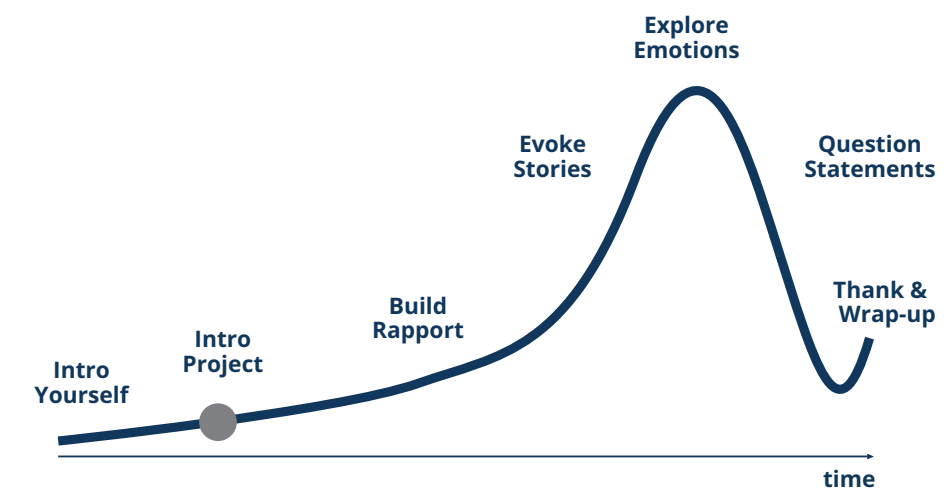 Intro
Yourself
Intro
Project
Build
Rapport
Evoke
Stories
Explore
Emotions
Question
Statements
Thank &
Wrap-up
time